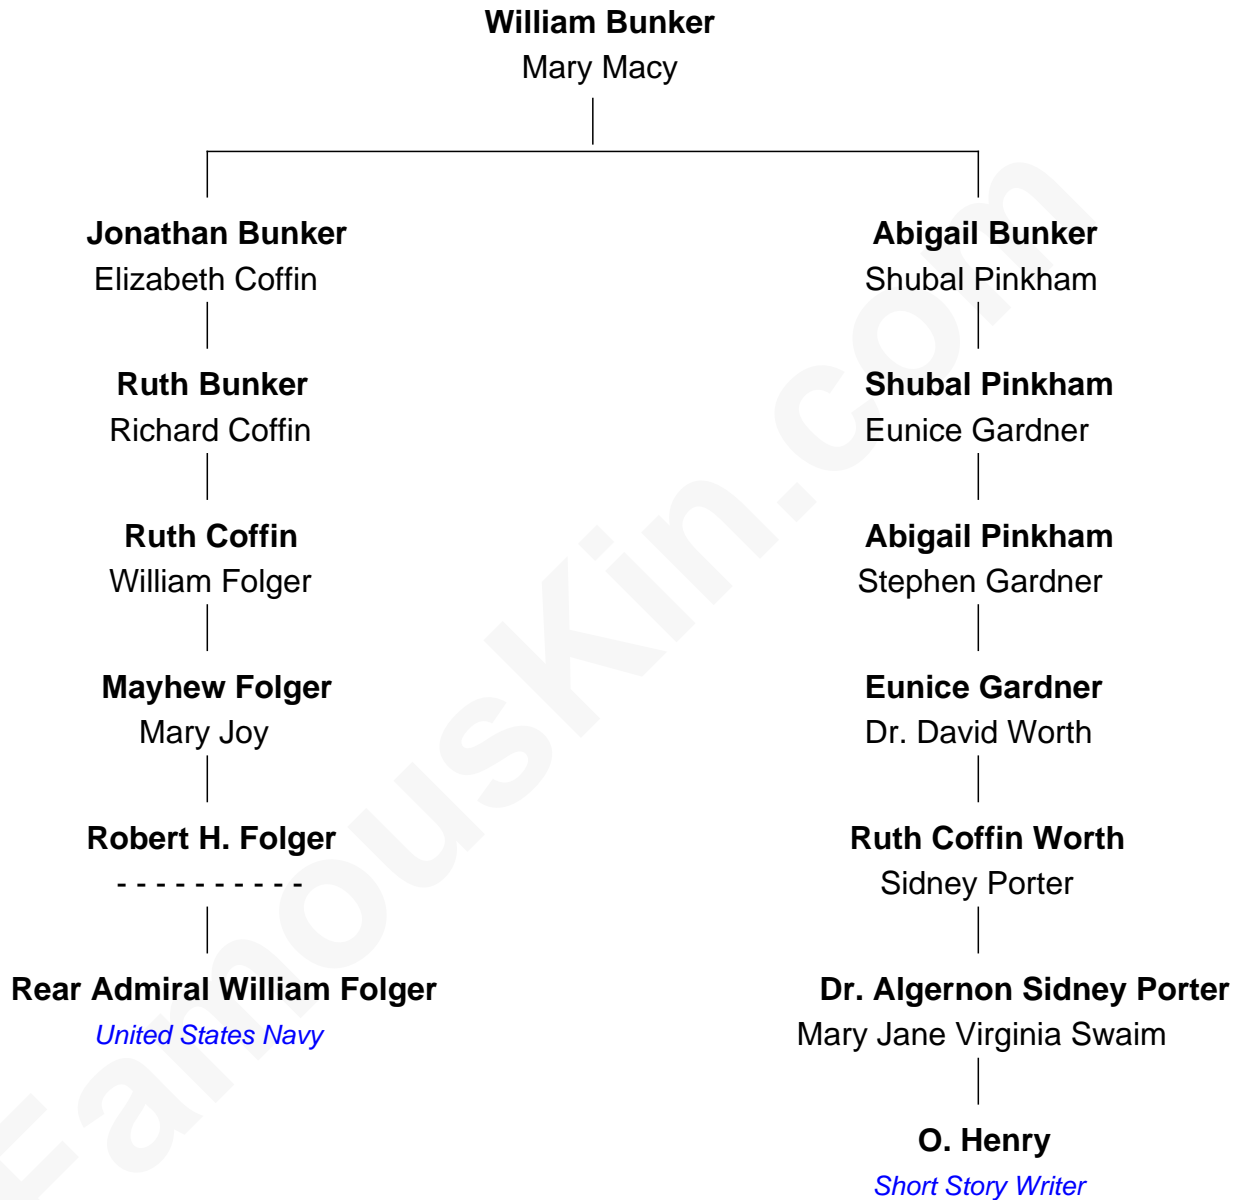 William Bunker
Mary Macy
Jonathan Bunker
Elizabeth Coffin
Abigail Bunker
Shubal Pinkham
Ruth Bunker
Richard Coffin
Shubal Pinkham
Eunice Gardner
Ruth Coffin
William Folger
Abigail Pinkham
Stephen Gardner
Mayhew Folger
Mary Joy
Eunice Gardner
Dr. David Worth
Robert H. Folger
- - - - - - - - - -
Ruth Coffin Worth
Sidney Porter
Rear Admiral William Folger
United States Navy
Dr. Algernon Sidney Porter
Mary Jane Virginia Swaim
O. Henry
Short Story Writer
FamousKin.com